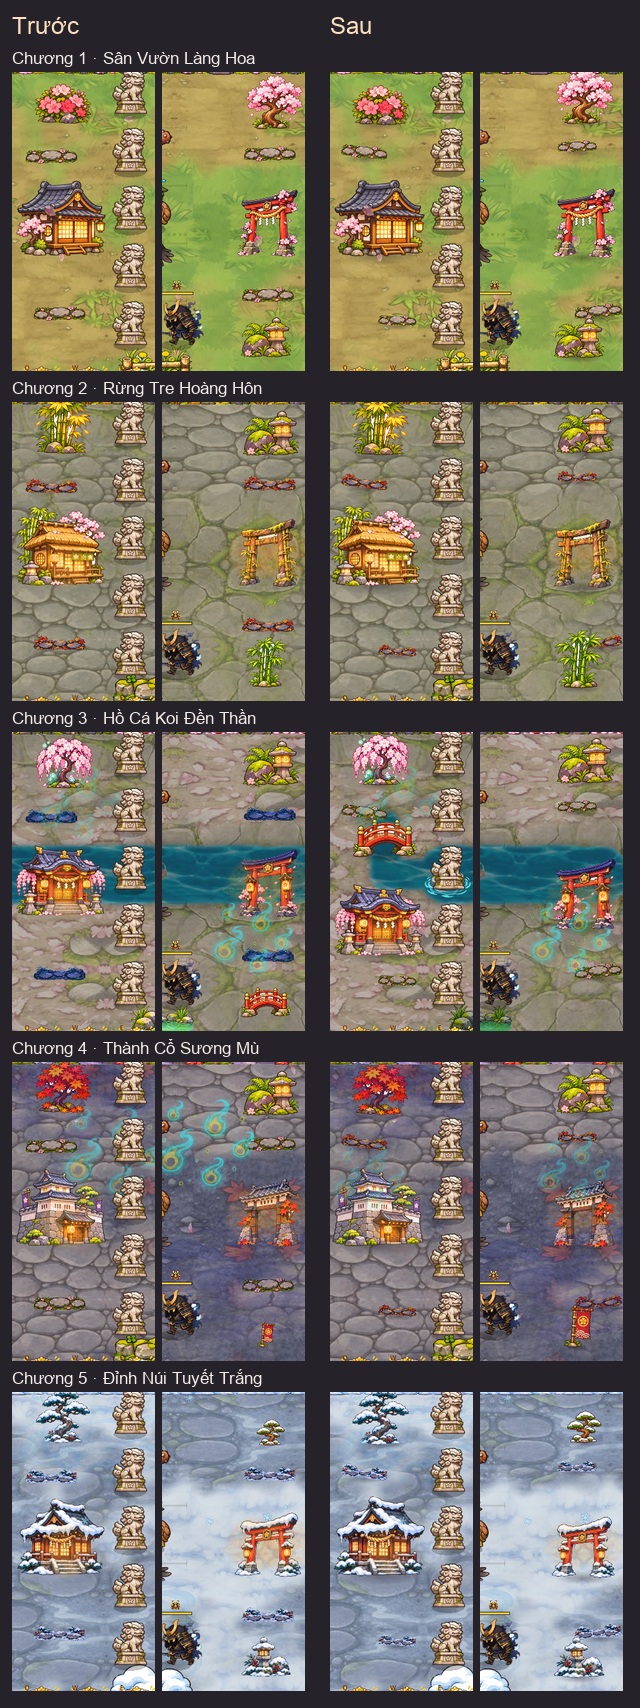 Trước
Sau
Chương 1 · Sân Vườn Làng Hoa
Chương 2 · Rừng Tre Hoàng Hôn
Chương 3 · Hồ Cá Koi Đền Thần
Chương 4 · Thành Cổ Sương Mù
Chương 5 · Đỉnh Núi Tuyết Trắng